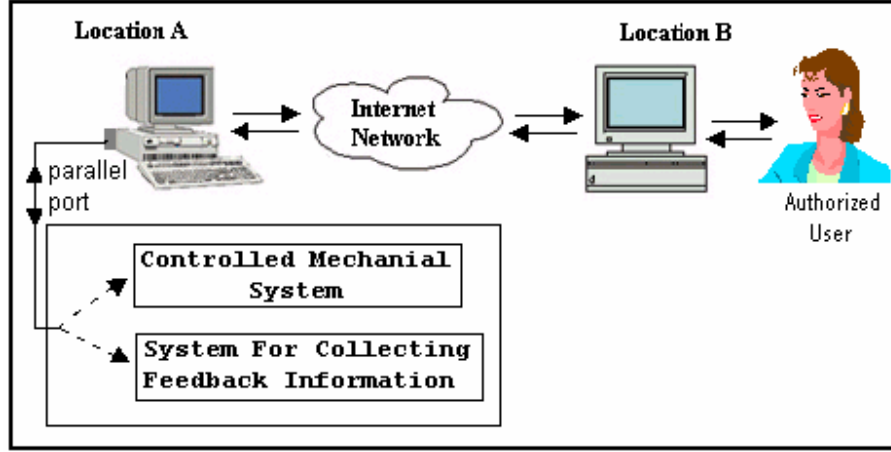 Location A
Location B
Internet
Network
parallel
port
Authorized
User
Controlled Mechanial
System
System For Collecting
Feedback Information